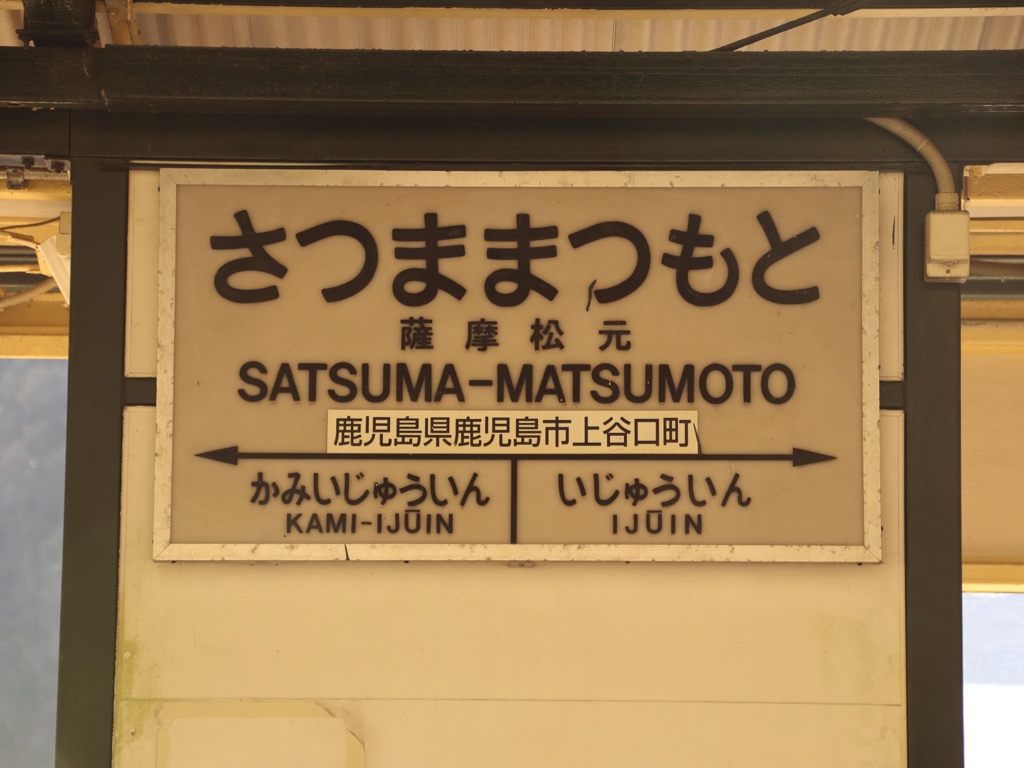 さつままつもと
薩摩松元
SATSUMA-MATSUMOTO
鹿児島県鹿児島市上谷口町
かみいじゅういん いじゅういん
KAMI-IJŪIN IJŪIN